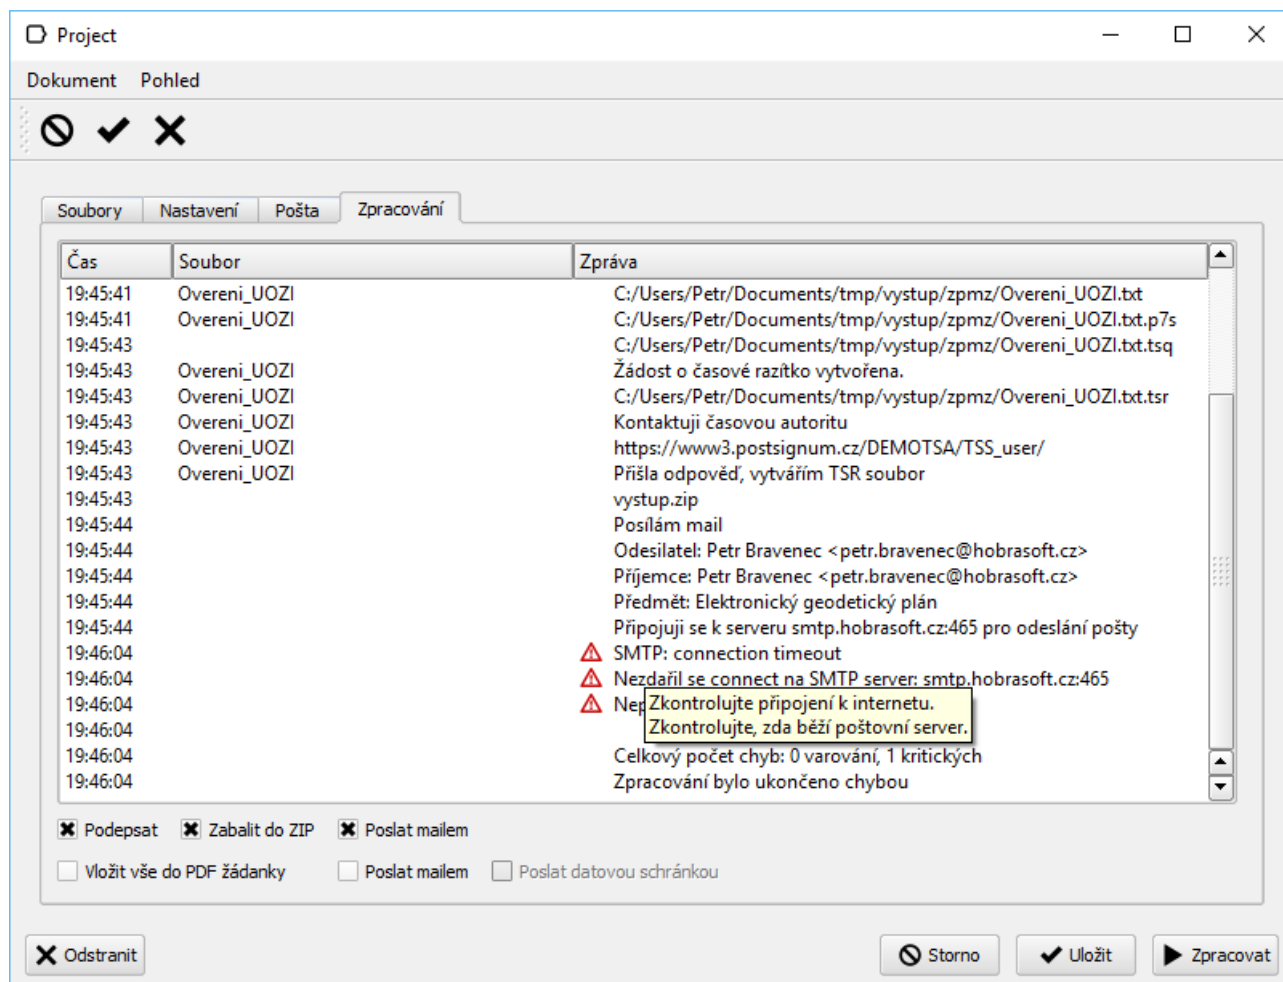 Project
Dokument Pohled
Soubory Nastavení Pošta Zpracování
Čas Soubor Zpráva
19:45:41 Overeni_UOZI C:/Users/Petr/Documents/tmp/vystup/zpmz/Overeni_UOZI.txt
19:45:41 Overeni_UOZI C:/Users/Petr/Documents/tmp/vystup/zpmz/Overeni_UOZI.txt.p7s
19:45:43 C:/Users/Petr/Documents/tmp/vystup/zpmz/Overeni_UOZI.txt.tsq
19:45:43 Overeni_UOZI Žádost o časové razítko vytvořena.
19:45:43 Overeni_UOZI C:/Users/Petr/Documents/tmp/vystup/zpmz/Overeni_UOZI.txt.tsr
19:45:43 Overeni_UOZI Kontaktuji časovou autoritu
19:45:43 Overeni_UOZI https://www3.postsignum.cz/DEMOTSA/TSS_user/
19:45:43 Overeni_UOZI Přišla odpověď, vytvářím TSR soubor
19:45:43 vystup.zip
19:45:44 Posílám mail
19:45:44 Odesilatel: Petr Bravenec <petr.bravenec@hobrasoft.cz>
19:45:44 Příjemce: Petr Bravenec <petr.bravenec@hobrasoft.cz>
19:45:44 Předmět: Elektronický geodetický plán
19:45:44 Připojuji se k serveru smtp.hobrasoft.cz:465 pro odeslání pošty
19:46:04 SMTP: connection timeout
19:46:04 Nezdařil se connect na SMTP server: smtp.hobrasoft.cz:465
19:46:04 Zkontrolujte připojení k internetu.
19:46:04 Zkontrolujte, zda běží poštovní server.
19:46:04 Celkový počet chyb: 0 varování, 1 kritických
19:46:04 Zpracování bylo ukončeno chybou
Podepsat Zabalit do ZIP Poslat mailem
Vložit vše do PDF žádanky Poslat mailem Poslat datovou schránkou
Odstranit Storno Uložit Zpracovat